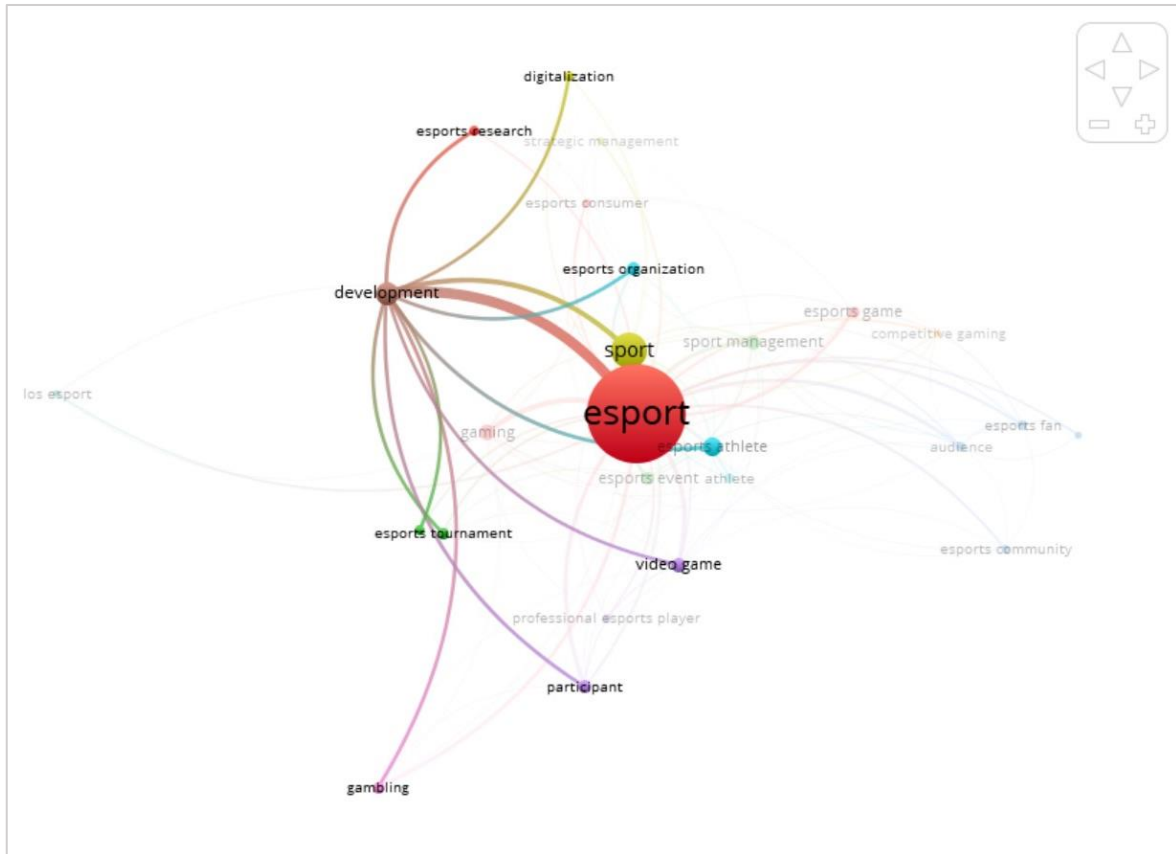 digitalization
esports research
strategic management
esports consumer
esports organization
development
esports game
competitive gaming
sport management
sport
los esport
esport
esports fan
gaming
esports athlete
audience
esports event
athlete
esports tournament
esports community
video game
professional esports player
participant
gambling